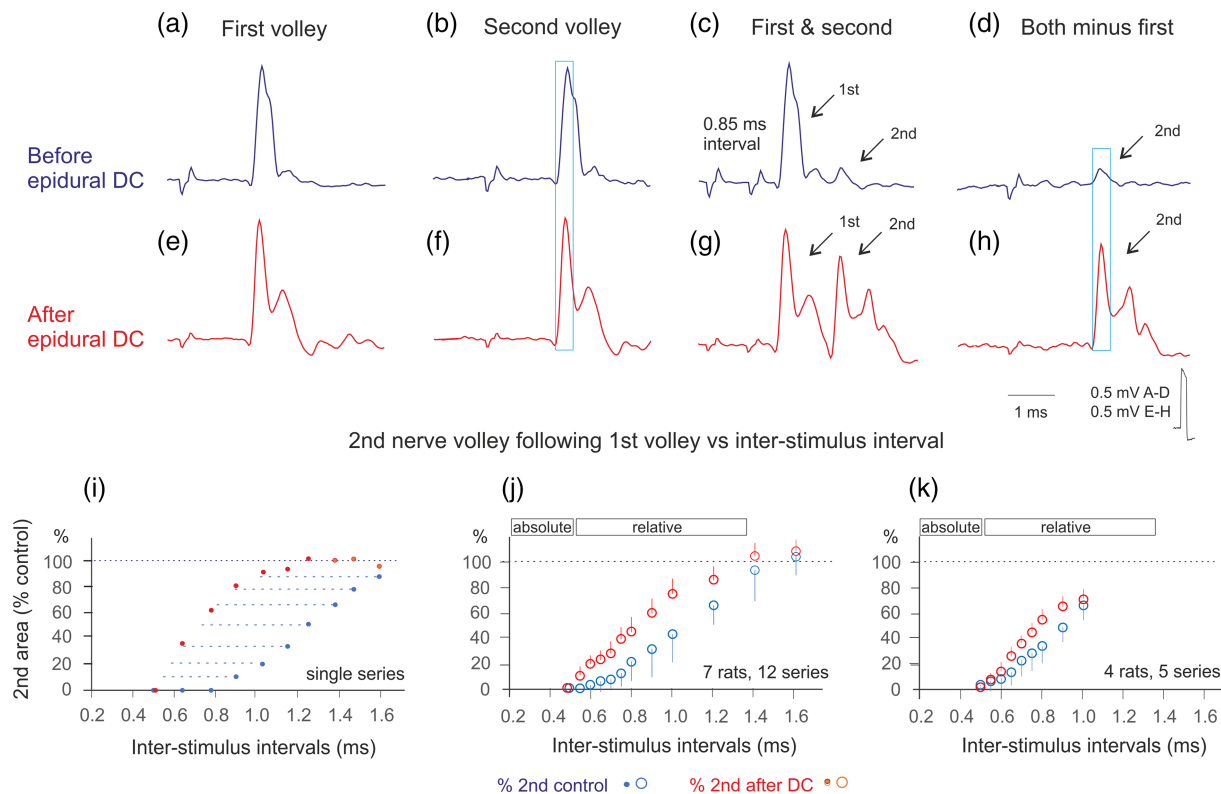 (a) (b) (c) (d)
First volley Second volley First & second Both minus first
1st
0.85 ms
interval
2nd
2nd
Before
epidural DC
(e) (f) (g) (h)
1st 2nd
2nd
After
epidural DC
1 ms
0.5 mV A-D
0.5 mV E-H
2nd nerve volley following 1st volley vs inter-stimulus interval
(i) (j) (k)
absolute relative
absolute relative
% % %
100 100 100
80 80 80
60 60 60
40 40 40
20 20 20
0 0 0
2nd area (% control)
single series
7 rats, 12 series
4 rats, 5 series
0.2 0.4 0.6 0.8 1.0 1.2 1.4 1.6
0.2 0.4 0.6 0.8 1.0 1.2 1.4 1.6
0.2 0.4 0.6 0.8 1.0 1.2 1.4 1.6
Inter-stimulus intervals (ms) Inter-stimulus intervals (ms) Inter-stimulus intervals (ms)
% 2nd control % 2nd after DC